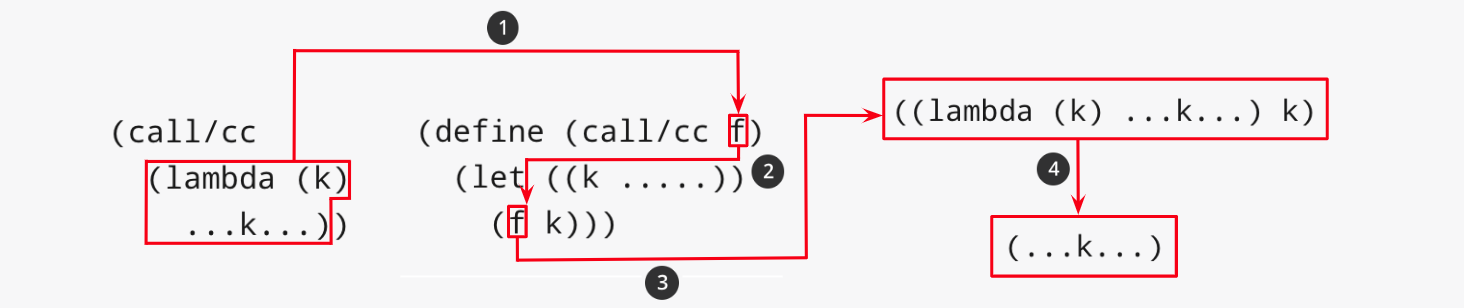 1
(call/cc
(lambda (k)
...k...))
(define (call/cc f)
(let ((k .....))
(f k)))
2
3
((lambda (k) ...k...) k)
4
(...k...)